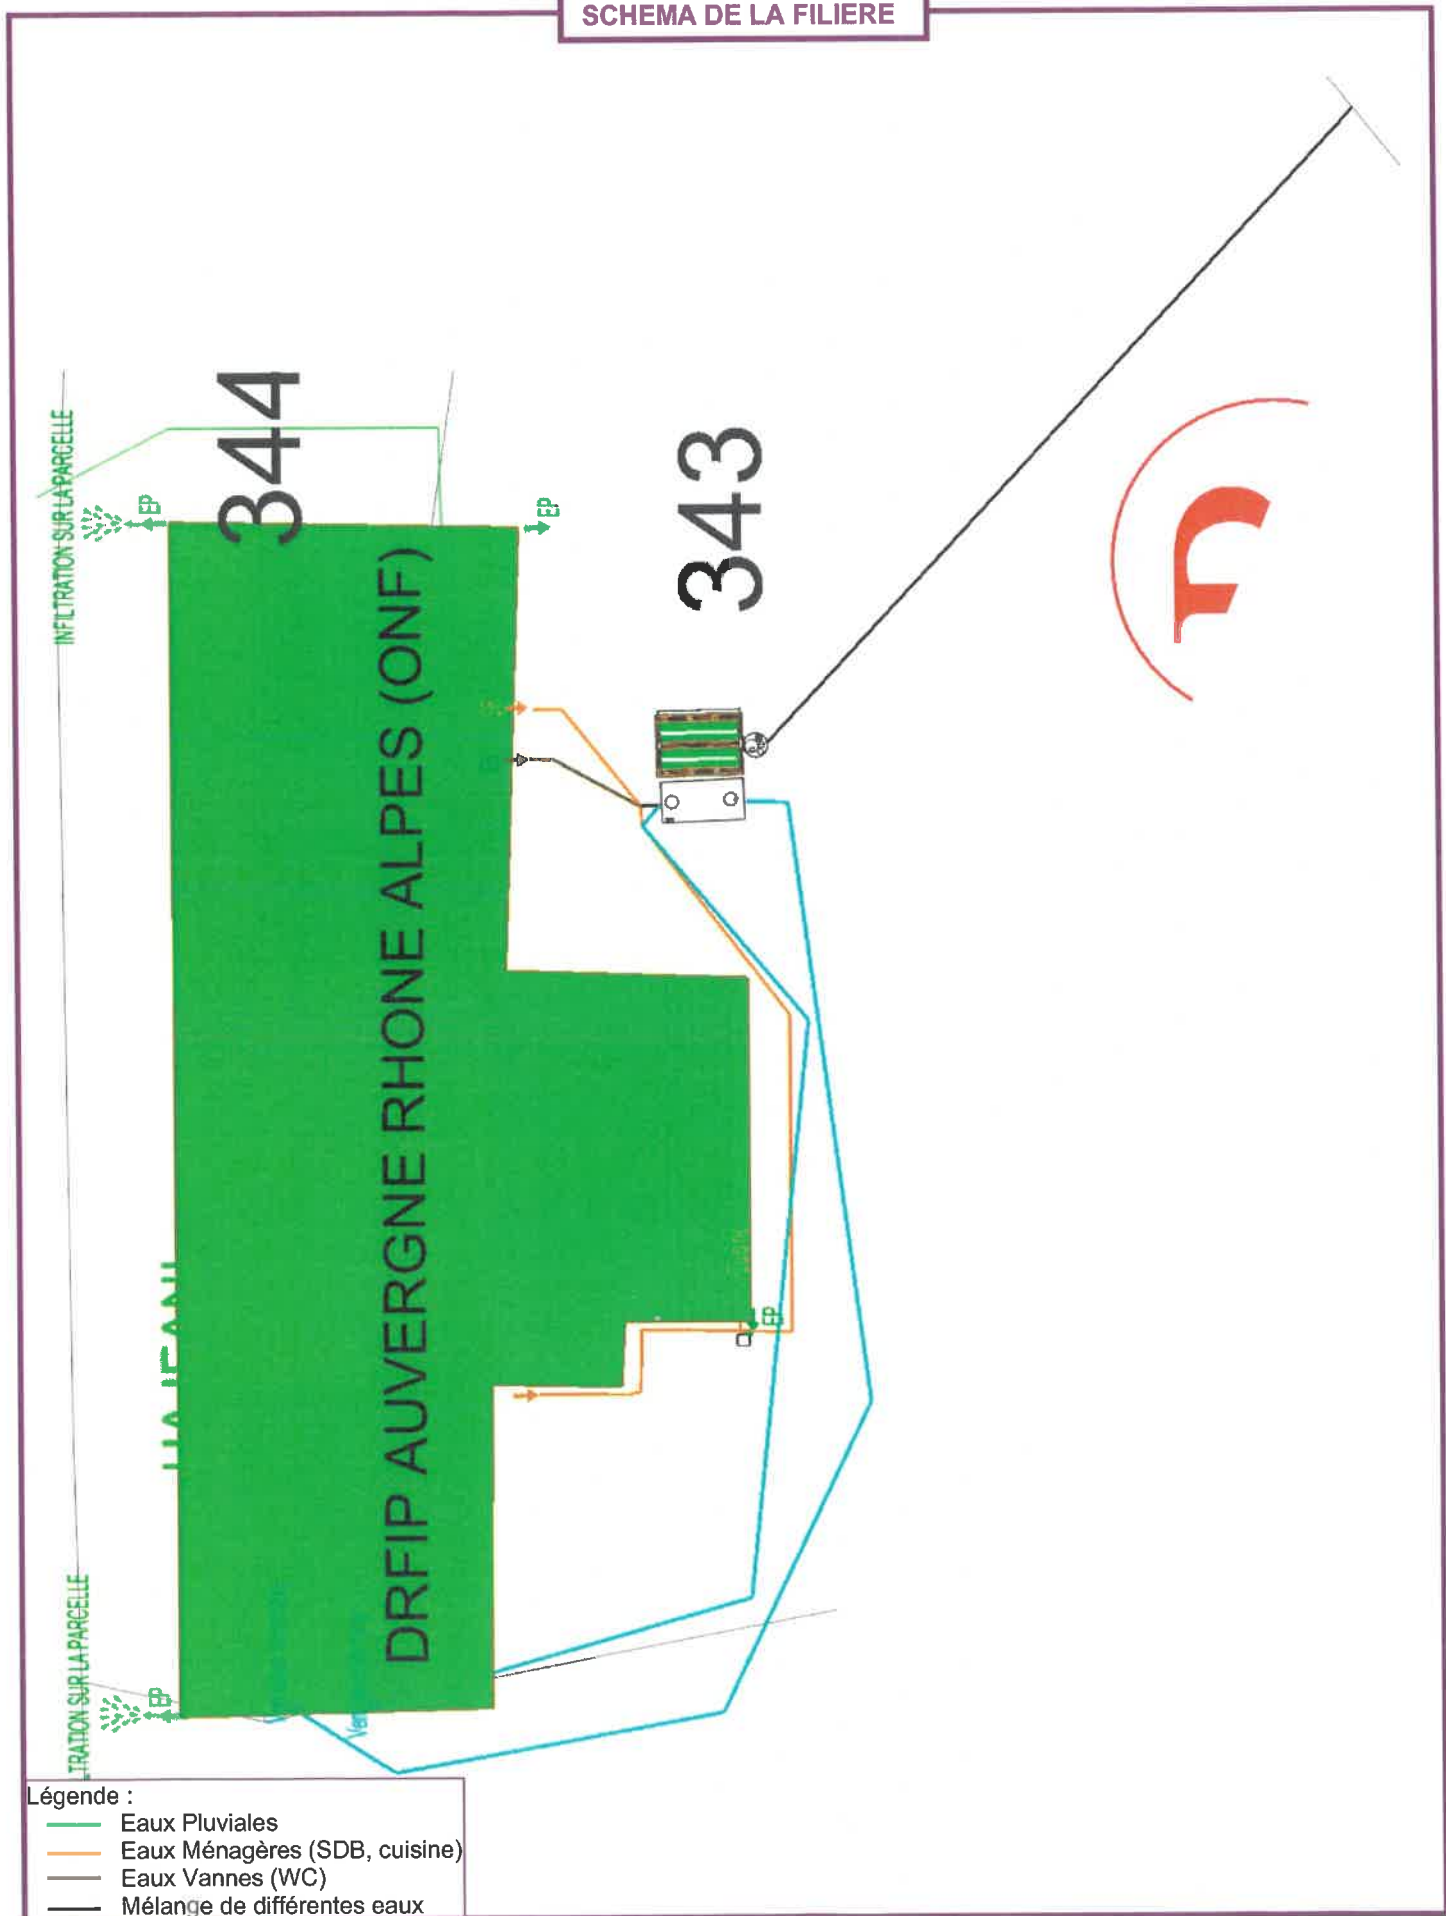 SCHEMA DE LA FILIERE
INFILTRATION SUR LA PARCELLE
EP
344
EP
343
DRFIP AUVERGNE RHONE ALPES (ONF)
EP
TRATION SUR LA PARCELLE
EP
Légende :
Eaux Pluviales
Eaux Ménagères (SDB, cuisine)
Eaux Vannes (WC)
Mélange de différentes eaux